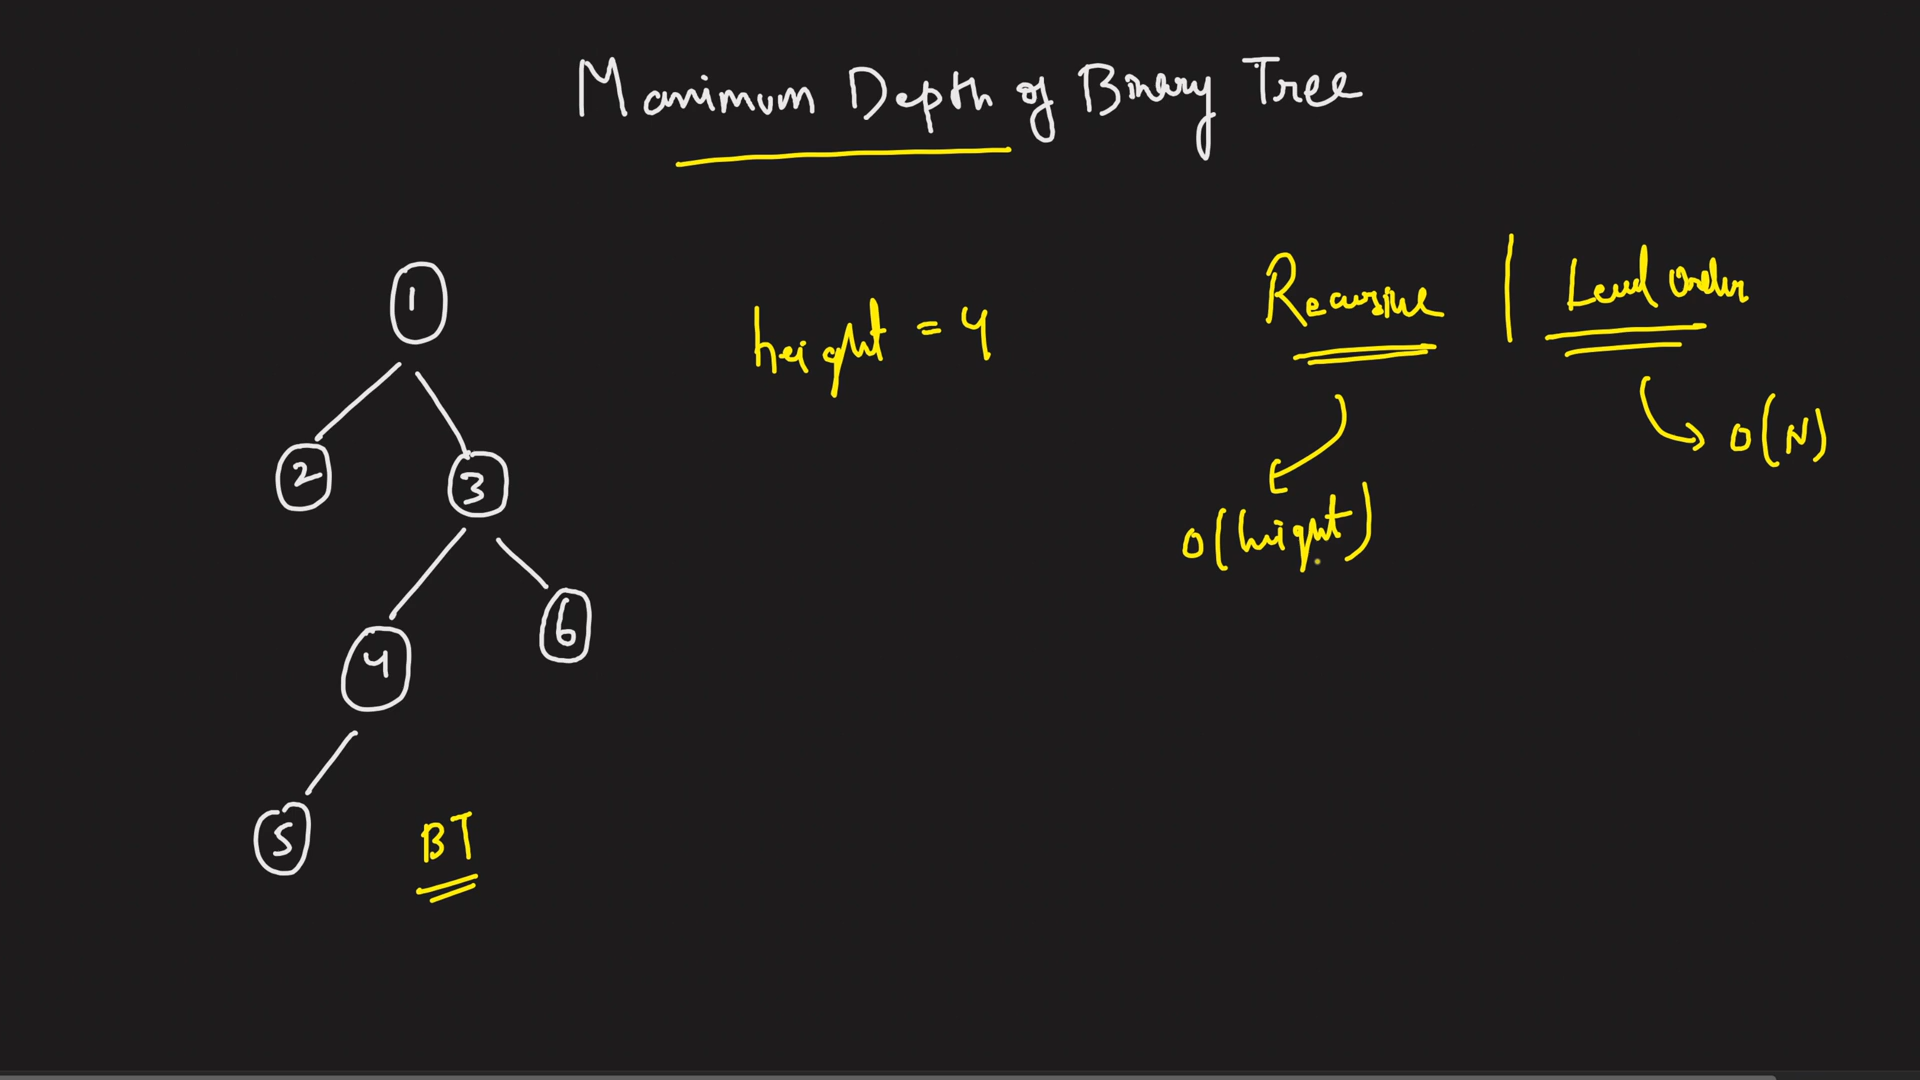 Maximum Depth of Binary Tree
1
height = 4
Recursive | Level order
2
3
O(N)
O(height)
4
6
5
BT